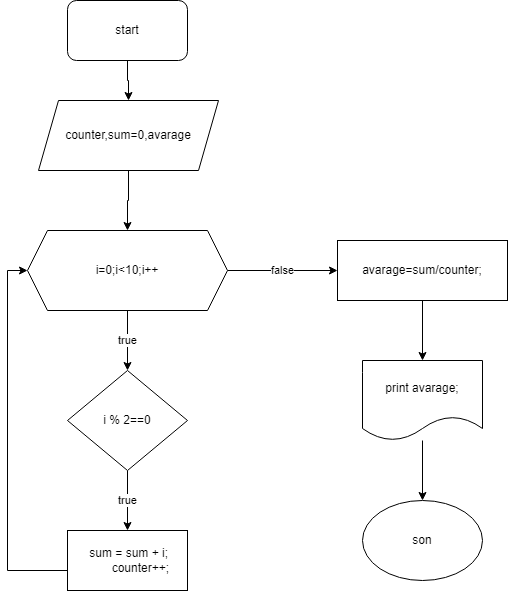 start
counter,sum=0,avarage
i=0;i<10;i++
false
avarage=sum/counter;
true
print avarage;
i % 2==0
true
son
sum = sum + i;
counter++;